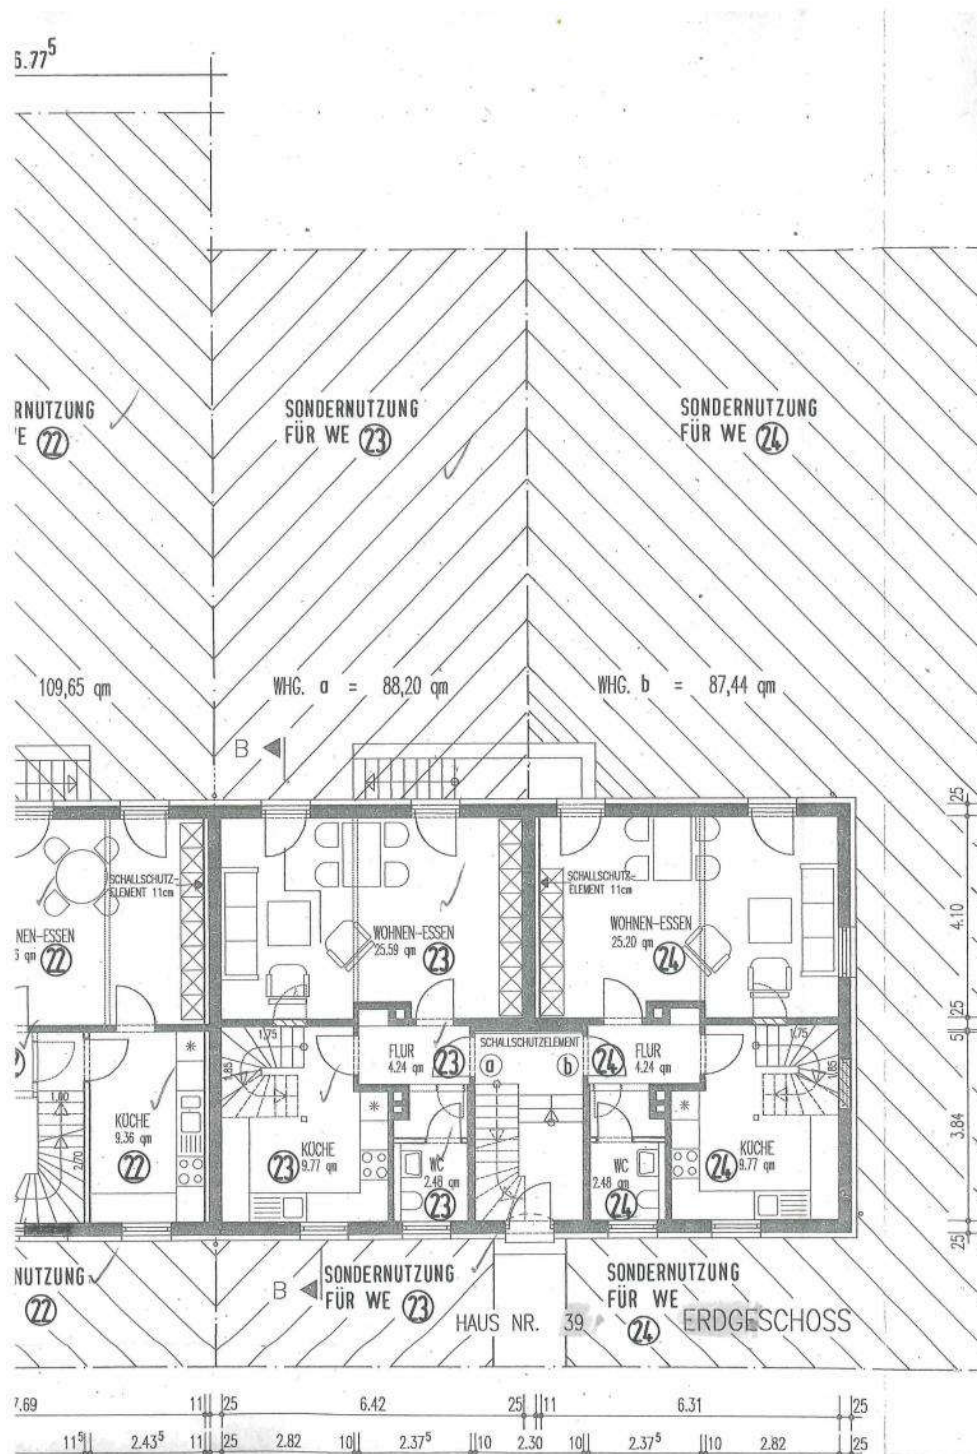 6.77⁵
RNUTZUNG
E 22
SONDERNUTZUNG
FÜR WE 23
SONDERNUTZUNG
FÜR WE 24
109,65 qm
WHG. a = 88,20 qm
WHG. b = 87,44 qm
B
25
SCHALLSCHUTZ-
ELEMENT 11cm
SCHALLSCHUTZ-
ELEMENT 11cm
4.10
NEN-ESSEN
6 qm 22
WOHNEN-ESSEN
25.59 qm 23
WOHNEN-ESSEN
25.20 qm 24
25
5
1,75
1,85
FLUR
4.24 qm
23
SCHALLSCHUTZELEMENT
a
b
24
FLUR
4.24 qm
1,75
1,85
1,00
2,70
KÜCHE
9.36 qm
22
KÜCHE
9.77 qm
23
WC
2.48 qm
23
WC
2.48 qm
24
KÜCHE
9.77 qm
24
3.84
25
NUTZUNG
22
B
SONDERNUTZUNG
FÜR WE 23
SONDERNUTZUNG
FÜR WE
24
HAUS NR. 39
ERDGESCHOSS
7.69 11 25 6.42 25 11 6.31 25
11⁵ 2.43⁵ 11 25 2.82 10 2.37⁵ 10 2.30 10 2.37⁵ 10 2.82 25